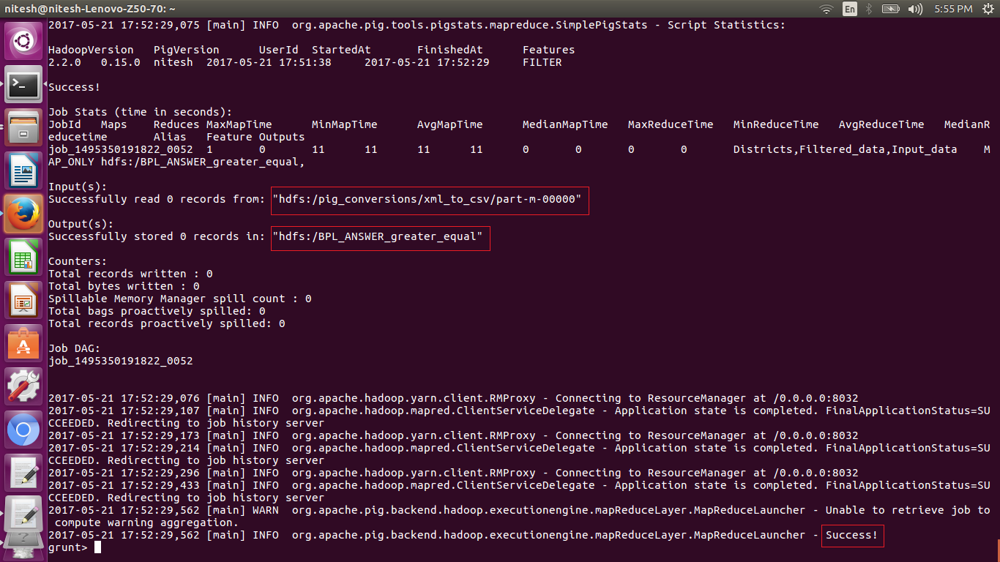 nitesh@nitesh-Lenovo-Z50-70: ~
En
5:55 PM
2017-05-21 17:52:29,075 [main] INFO  org.apache.pig.tools.pigstats.mapreduce.SimplePigStats - Script Statistics:
HadoopVersion   PigVersion      UserId  StartedAt       FinishedAt      Features
2.2.0   0.15.0  nitesh  2017-05-21 17:51:38     2017-05-21 17:52:29     FILTER
Success!
Job Stats (time in seconds):
JobId   Maps    Reduces MaxMapTime      MinMapTime      AvgMapTime      MedianMapTime   MaxReduceTime   MinReduceTime   AvgReduceTime   MedianR
educetime       Alias   Feature Outputs
job_1495350191822_0052  1       0       11      11      11      11      0       0       0       0       Districts,Filtered_data,Input_data    M
AP_ONLY hdfs:/BPL_ANSWER_greater_equal,
Input(s):
Successfully read 0 records from: "hdfs:/pig_conversions/xml_to_csv/part-m-00000"
Output(s):
Successfully stored 0 records in: "hdfs:/BPL_ANSWER_greater_equal"
Counters:
Total records written : 0
Total bytes written : 0
Spillable Memory Manager spill count : 0
Total bags proactively spilled: 0
Total records proactively spilled: 0
Job DAG:
job_1495350191822_0052
2017-05-21 17:52:29,076 [main] INFO  org.apache.hadoop.yarn.client.RMProxy - Connecting to ResourceManager at /0.0.0.0:8032
2017-05-21 17:52:29,107 [main] INFO  org.apache.hadoop.mapred.ClientServiceDelegate - Application state is completed. FinalApplicationStatus=SU
CCEEDED. Redirecting to job history server
2017-05-21 17:52:29,173 [main] INFO  org.apache.hadoop.yarn.client.RMProxy - Connecting to ResourceManager at /0.0.0.0:8032
2017-05-21 17:52:29,214 [main] INFO  org.apache.hadoop.mapred.ClientServiceDelegate - Application state is completed. FinalApplicationStatus=SU
CCEEDED. Redirecting to job history server
2017-05-21 17:52:29,296 [main] INFO  org.apache.hadoop.yarn.client.RMProxy - Connecting to ResourceManager at /0.0.0.0:8032
2017-05-21 17:52:29,433 [main] INFO  org.apache.hadoop.mapred.ClientServiceDelegate - Application state is completed. FinalApplicationStatus=SU
CCEEDED. Redirecting to job history server
2017-05-21 17:52:29,562 [main] WARN  org.apache.pig.backend.hadoop.executionengine.mapReduceLayer.MapReduceLauncher - Unable to retrieve job to
 compute warning aggregation.
2017-05-21 17:52:29,562 [main] INFO  org.apache.pig.backend.hadoop.executionengine.mapReduceLayer.MapReduceLauncher - Success!
grunt>